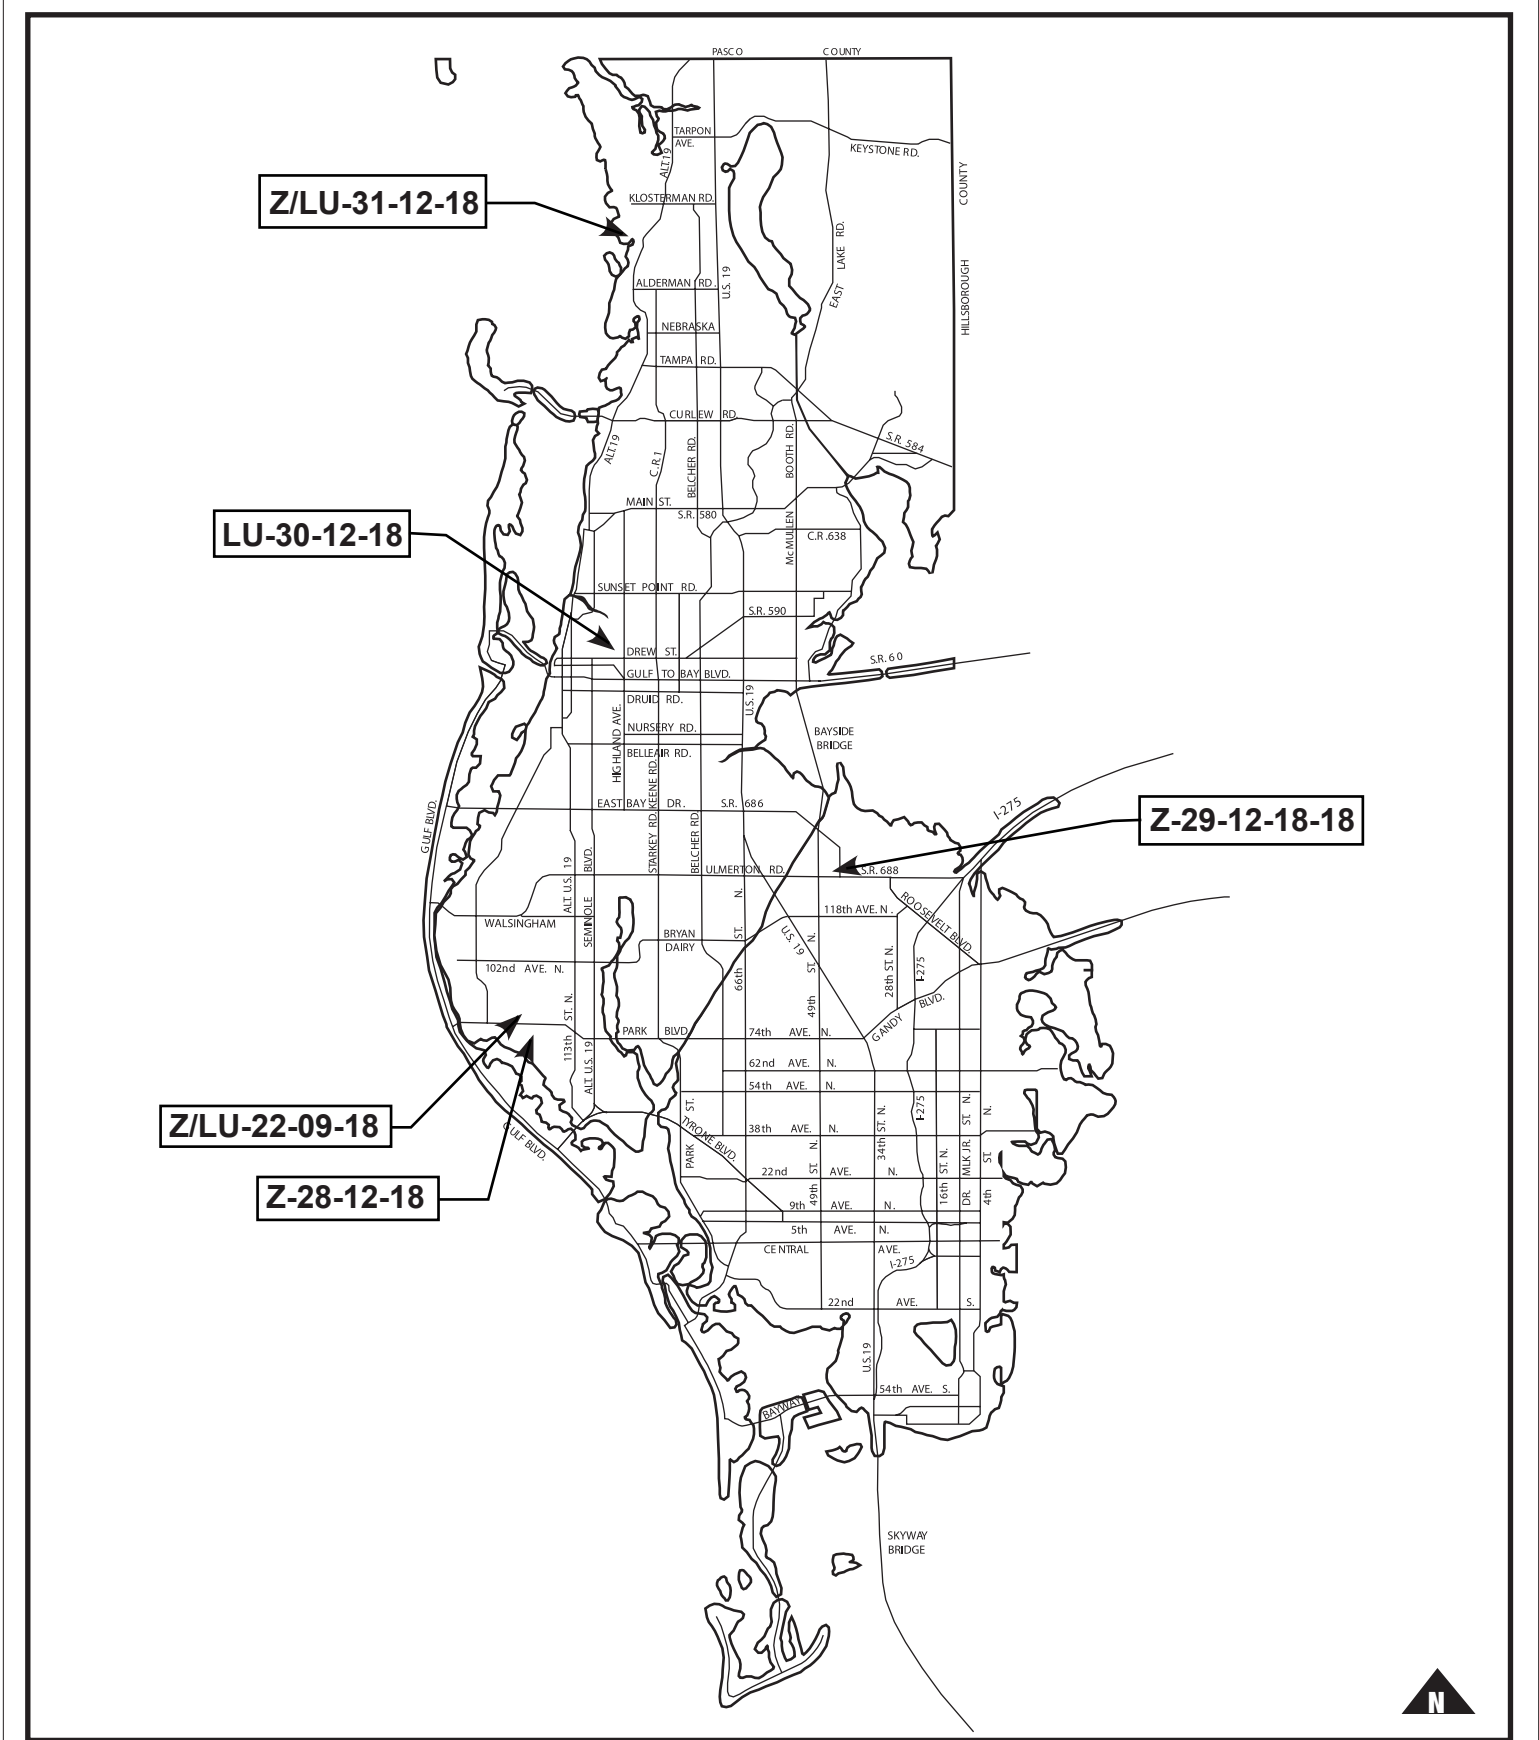 PASCO COUNTY
TARPON
AVE.
KEYSTONE RD.
ALT.19
COUNTY
Z/LU-31-12-18
KLOSTERMAN RD.
EAST LAKE RD.
U.S. 19
ALDERMAN RD.
HILLSBOROUGH
NEBRASKA
TAMPA RD.
CURLEW RD.
ALT.19
C.R.1
BELCHER RD.
BOOTH RD.
S.R. 584
MAIN ST.
S.R. 580
LU-30-12-18
McMULLEN
C.R.638
SUNSET POINT RD.
S.R. 590
DREW ST.
S.R. 60
GULF TO BAY BLVD.
DRUID RD.
U.S. 19
HIGHLAND AVE.
NURSERY RD.
BAYSIDE
BRIDGE
BELLEAIR RD.
KEENE RD.
EAST BAY DR. S.R. 686
GULF BLVD.
I-275
Z-29-12-18-18
STARKEY RD.
BELCHER RD.
ALT. U.S. 19
SEMINOLE BLVD.
ULMERTON RD.
S.R. 688
ROOSEVELT BLVD.
118th AVE. N.
WALSINGHAM
BRYAN
DAIRY
66th ST. N.
U.S. 19
49th ST. N.
28th ST. N.
I-275
102nd AVE. N.
GANDY BLVD.
113th ST. N.
PARK BLVD.
74th AVE. N.
ALT. U.S. 19
62nd AVE. N.
54th AVE. N.
Z/LU-22-09-18
PARK ST.
TYRONE BLVD.
38th AVE. N.
34th ST. N.
I-275
GULF BLVD.
49th ST. N.
16th ST. N.
DR. MLK JR. ST. N.
4th ST. N.
22nd AVE. N.
Z-28-12-18
9th AVE. N.
5th AVE. N.
CENTRAL AVE.
I-275
22nd AVE. S.
U.S.19
54th AVE. S.
BAYWAY
SKYWAY
BRIDGE
N